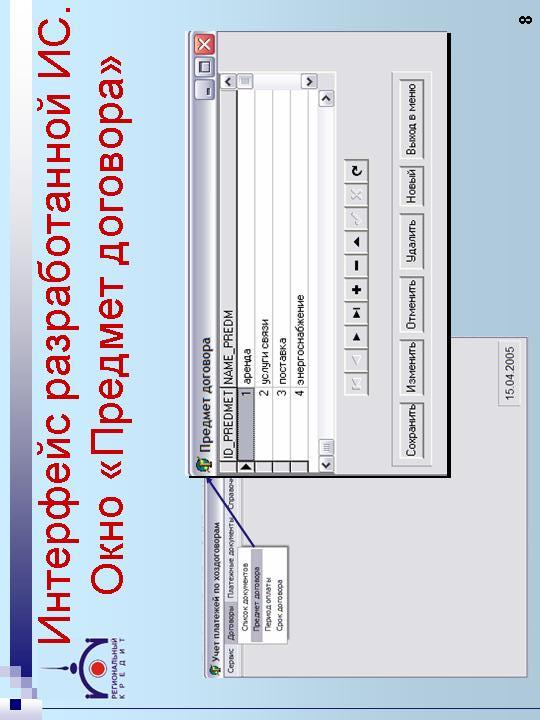 Интерфейс разработанной ИС.
Окно «Предмет договора»
РЕГИОНАЛЬНЫЙ
КРЕДИТ
Учет платежей по хоздоговорам
Сервис Договоры Платежные документы
Список документов
Предмет договора
Период оплаты
Срок договора
Предмет договора
ID_PREDMET NAME_PREDM
1 аренда
2 услуги связи
3 поставка
4 энергоснабжение
Сохранить Изменить Отменить Удалить Новый Выход в меню
15.04.2005
8